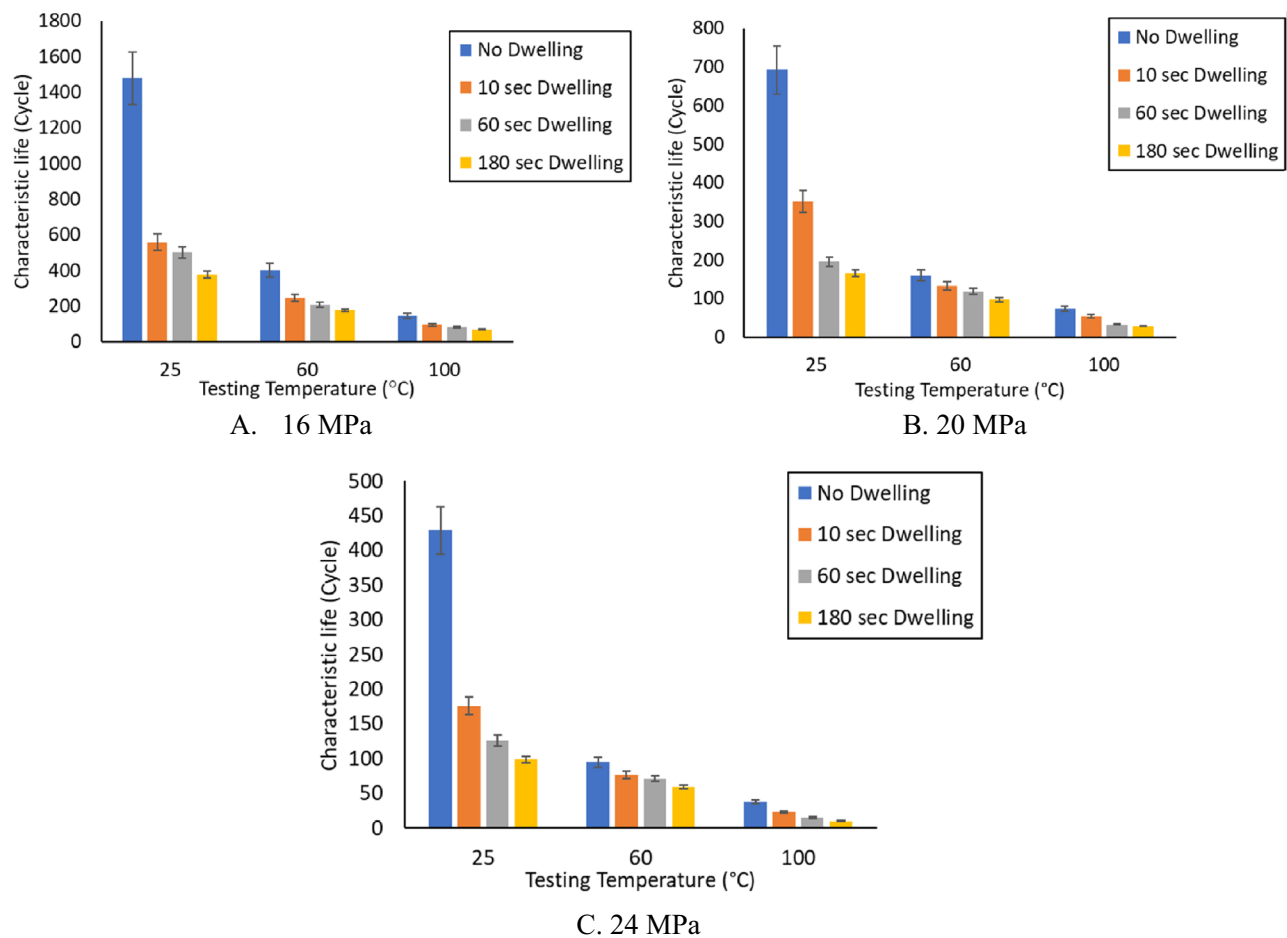 1800
1600
1400
1200
1000
800
600
400
200
0
Characteristic life (Cycle)
No Dwelling
10 sec Dwelling
60 sec Dwelling
180 sec Dwelling
25 60 100
Testing Temperature (°C)
A. 16 MPa
800
700
600
500
400
300
200
100
0
Characteristic life (Cycle)
No Dwelling
10 sec Dwelling
60 sec Dwelling
180 sec Dwelling
25 60 100
Testing Temperature (°C)
B. 20 MPa
500
450
400
350
300
250
200
150
100
50
0
Characteristic life (Cycle)
No Dwelling
10 sec Dwelling
60 sec Dwelling
180 sec Dwelling
25 60 100
Testing Temperature (°C)
C. 24 MPa